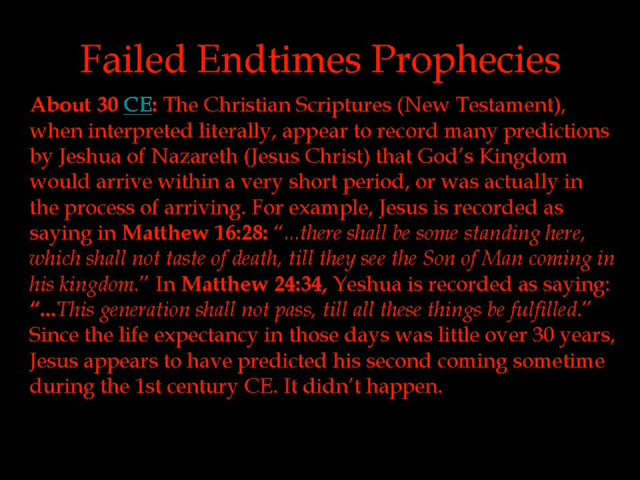 Failed Endtimes Prophecies
About 30 CE: The Christian Scriptures (New Testament),
when interpreted literally, appear to record many predictions
by Jeshua of Nazareth (Jesus Christ) that God’s Kingdom
would arrive within a very short period, or was actually in
the process of arriving. For example, Jesus is recorded as
saying in Matthew 16:28: “...there shall be some standing here,
which shall not taste of death, till they see the Son of Man coming in
his kingdom.” In Matthew 24:34, Yeshua is recorded as saying:
“...This generation shall not pass, till all these things be fulfilled.”
Since the life expectancy in those days was little over 30 years,
Jesus appears to have predicted his second coming sometime
during the 1st century CE. It didn’t happen.